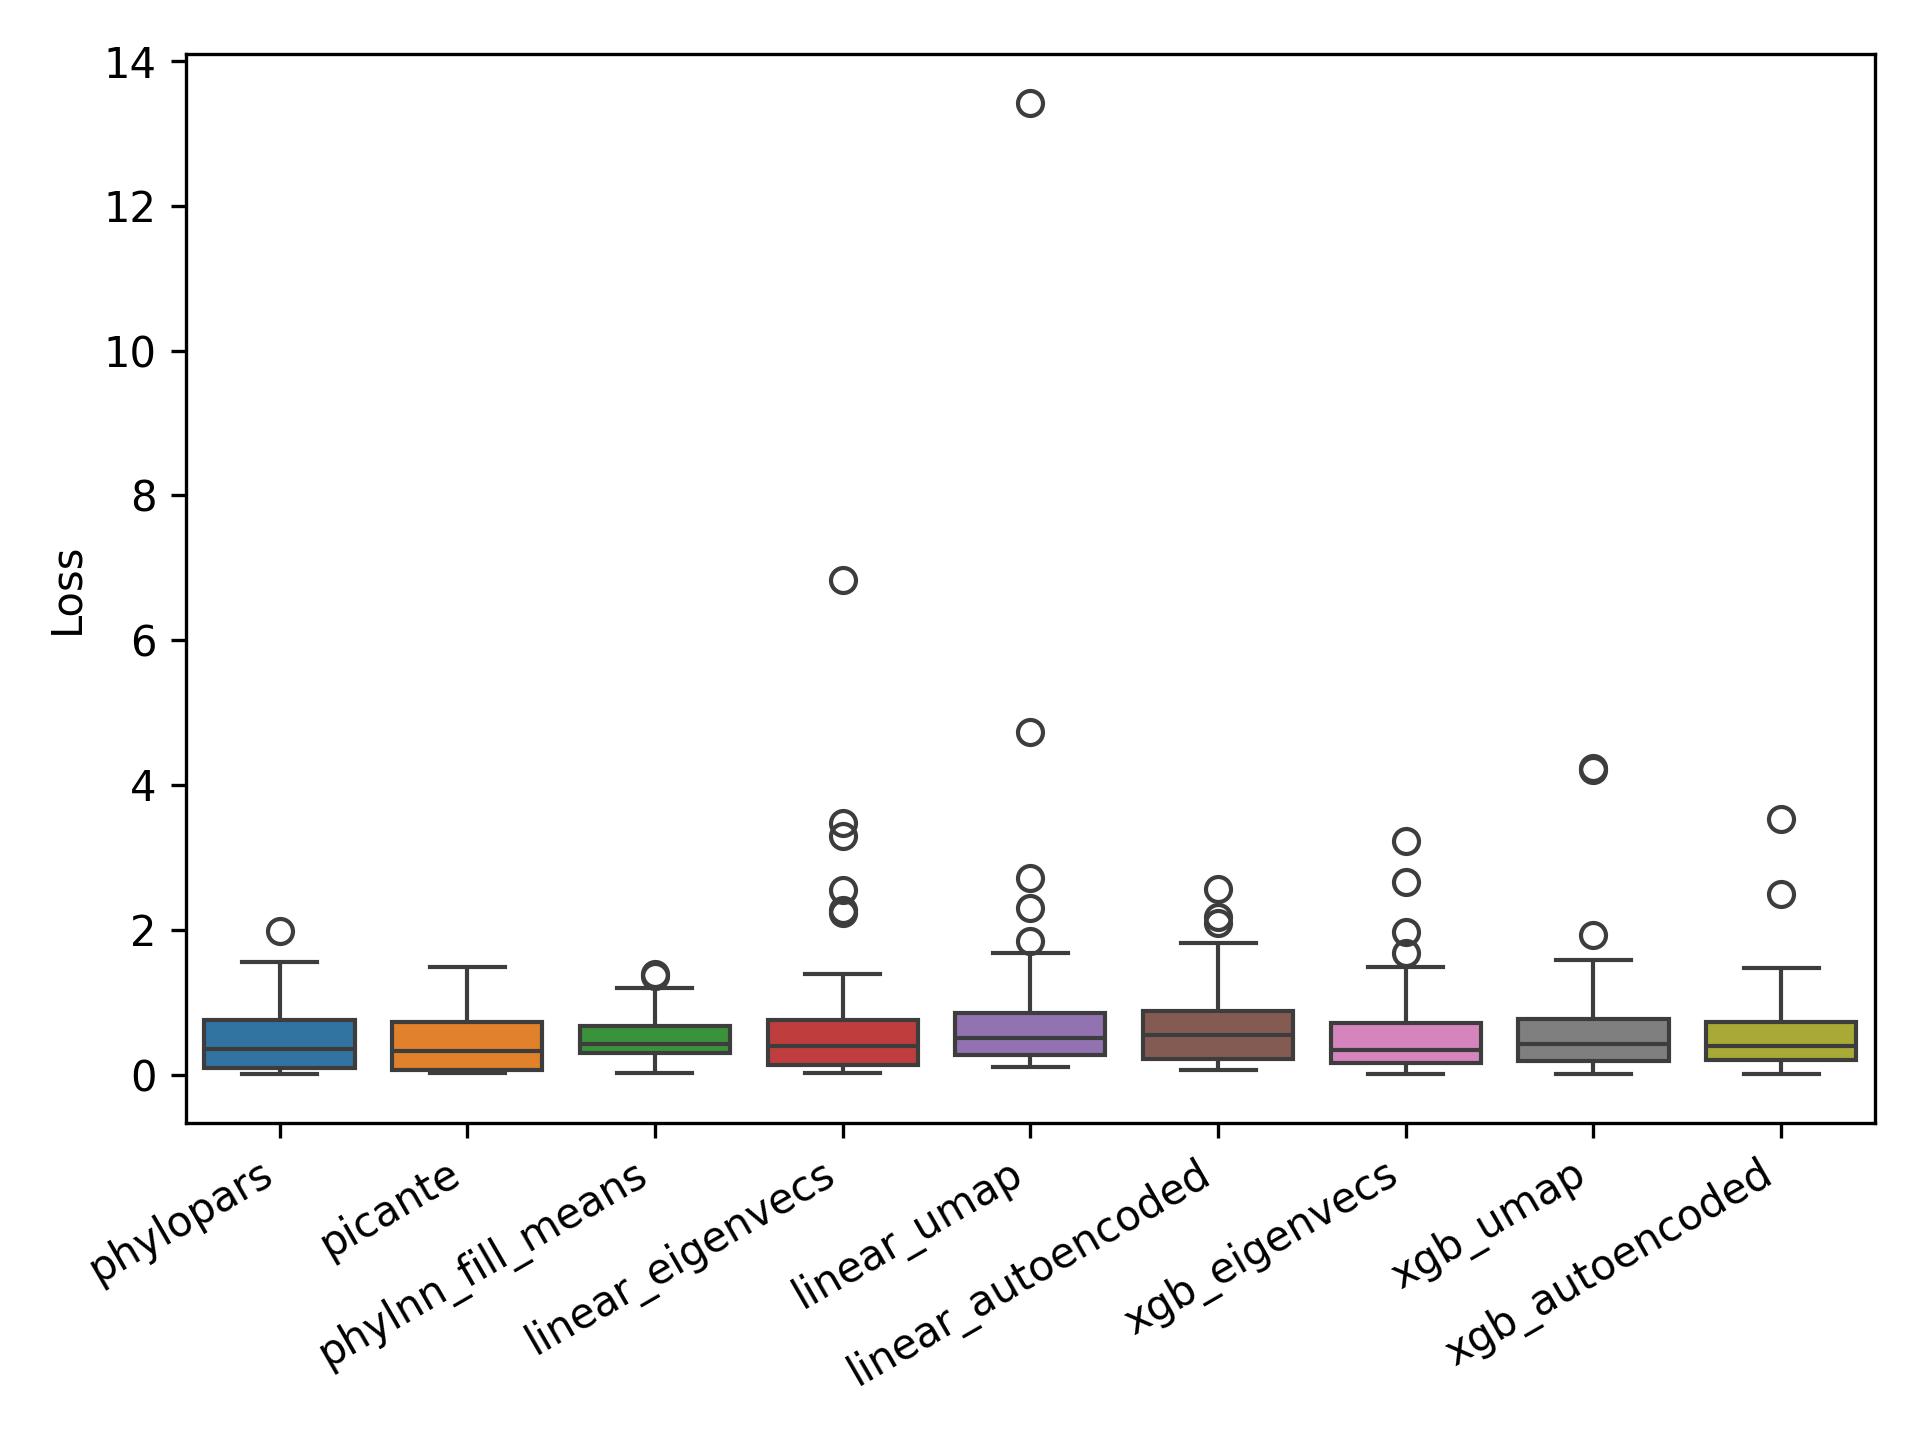 14
12
10
8
6
4
2
0
Loss
phylopars
picante
phylnn_fill_means
linear_eigenvecs
linear_umap
linear_autoencoded
xgb_eigenvecs
xgb_umap
xgb_autoencoded